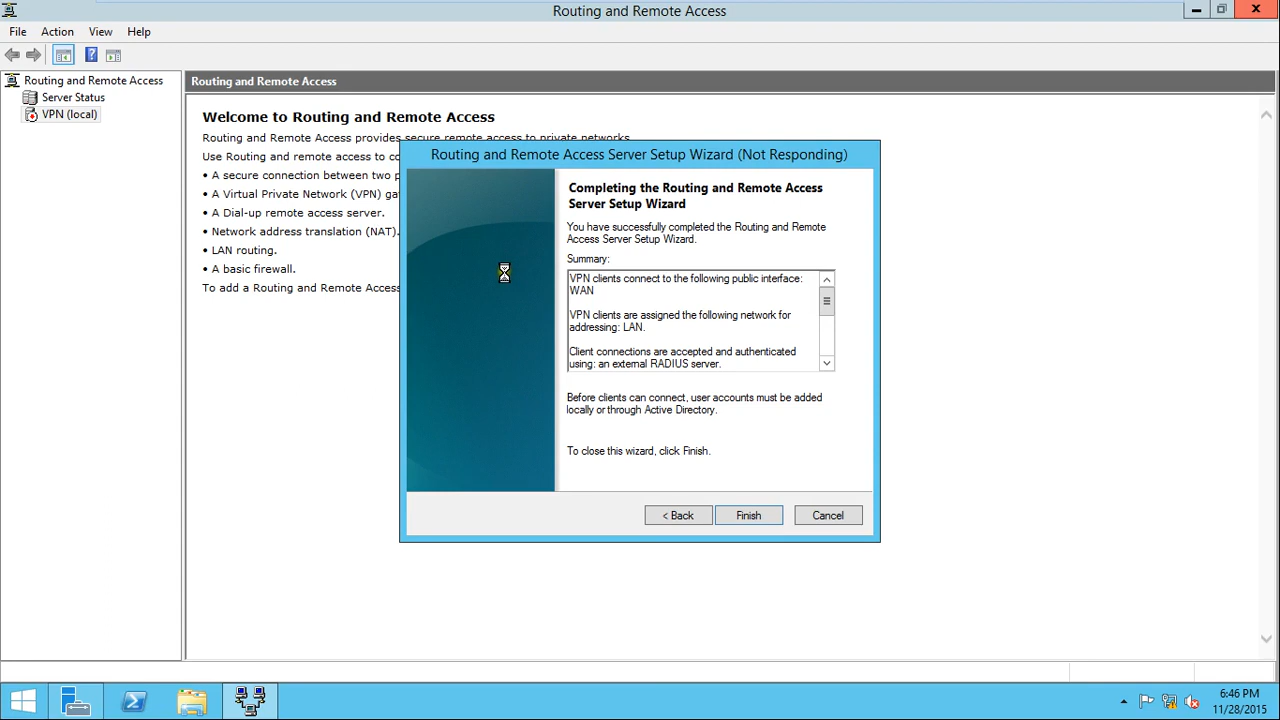 Routing and Remote Access
File Action View Help
Routing and Remote Access
Server Status
VPN (local)
Routing and Remote Access
Welcome to Routing and Remote Access
Routing and Remote Access provides secure remote access to private networks.
Use Routing and remote access to co
• A secure connection between two p
• A Virtual Private Network (VPN) gat
• A Dial-up remote access server.
• Network address translation (NAT).
• LAN routing.
• A basic firewall.
To add a Routing and Remote Access
Routing and Remote Access Server Setup Wizard (Not Responding)
Completing the Routing and Remote Access
Server Setup Wizard
You have successfully completed the Routing and Remote
Access Server Setup Wizard.
Summary:
VPN clients connect to the following public interface:
WAN
VPN clients are assigned the following network for
addressing: LAN.
Client connections are accepted and authenticated
using: an external RADIUS server.
Before clients can connect, user accounts must be added
locally or through Active Directory.
To close this wizard, click Finish.
< Back Finish Cancel
6:46 PM
11/28/2015